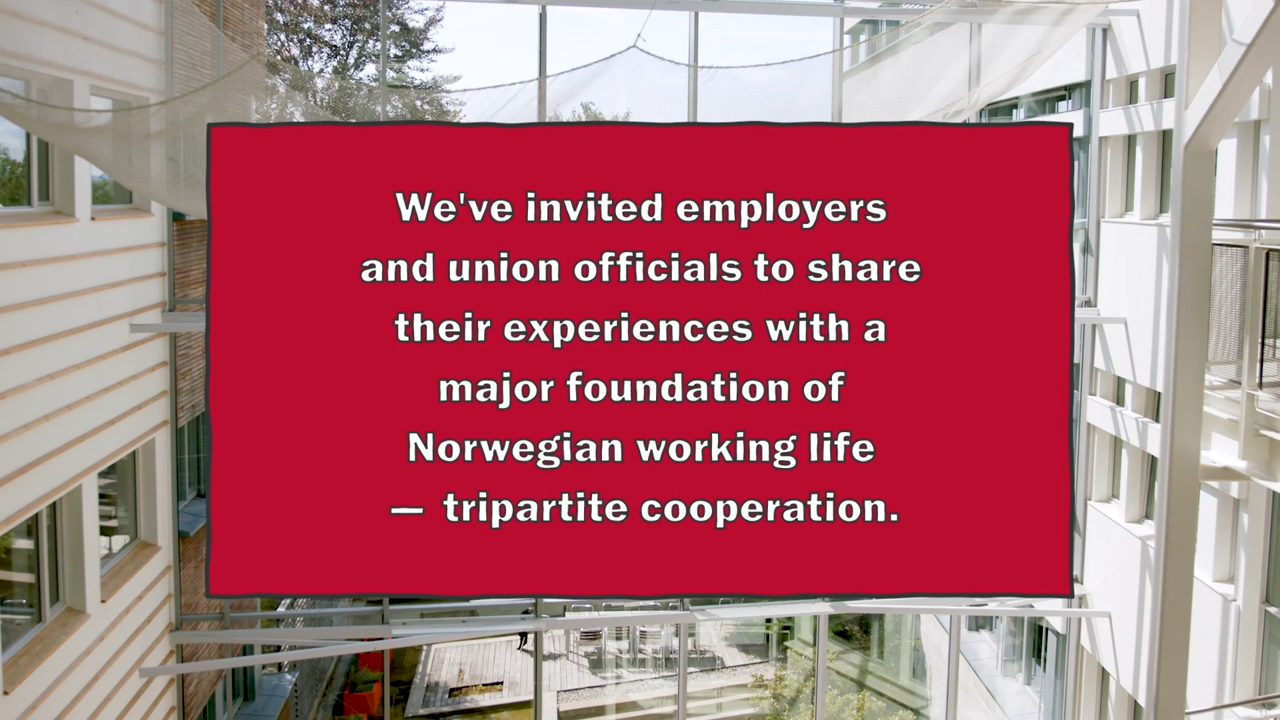 We've invited employers
and union officials to share
their experiences with a
major foundation of
Norwegian working life
— tripartite cooperation.